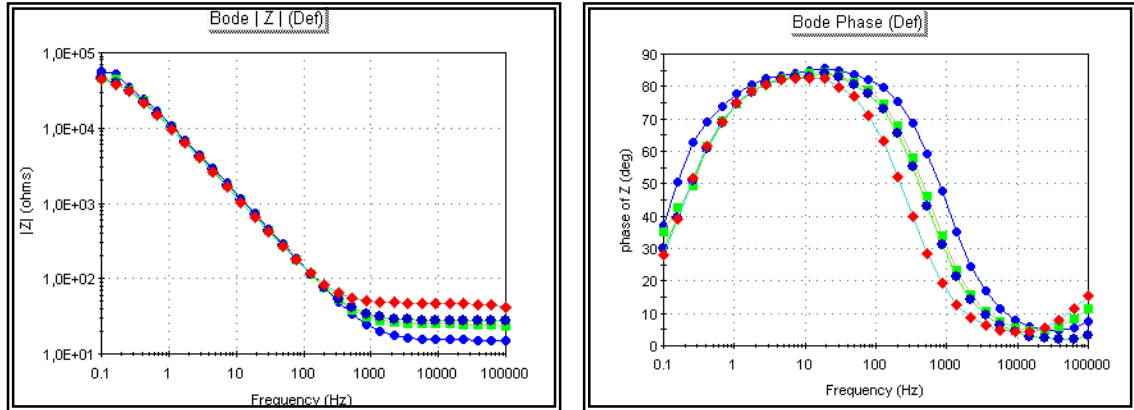 Bode | Z | (Def)
1,0E+05
1,0E+04
1,0E+03
1,0E+02
1,0E+01
|Z| (ohms)
0.1 1 10 100 1000 10000 100000
Frequency (Hz)
Bode Phase (Def)
90
80
70
60
50
40
30
20
10
0
phase of Z (deg)
0.1 1 10 100 1000 10000 100000
Frequency (Hz)